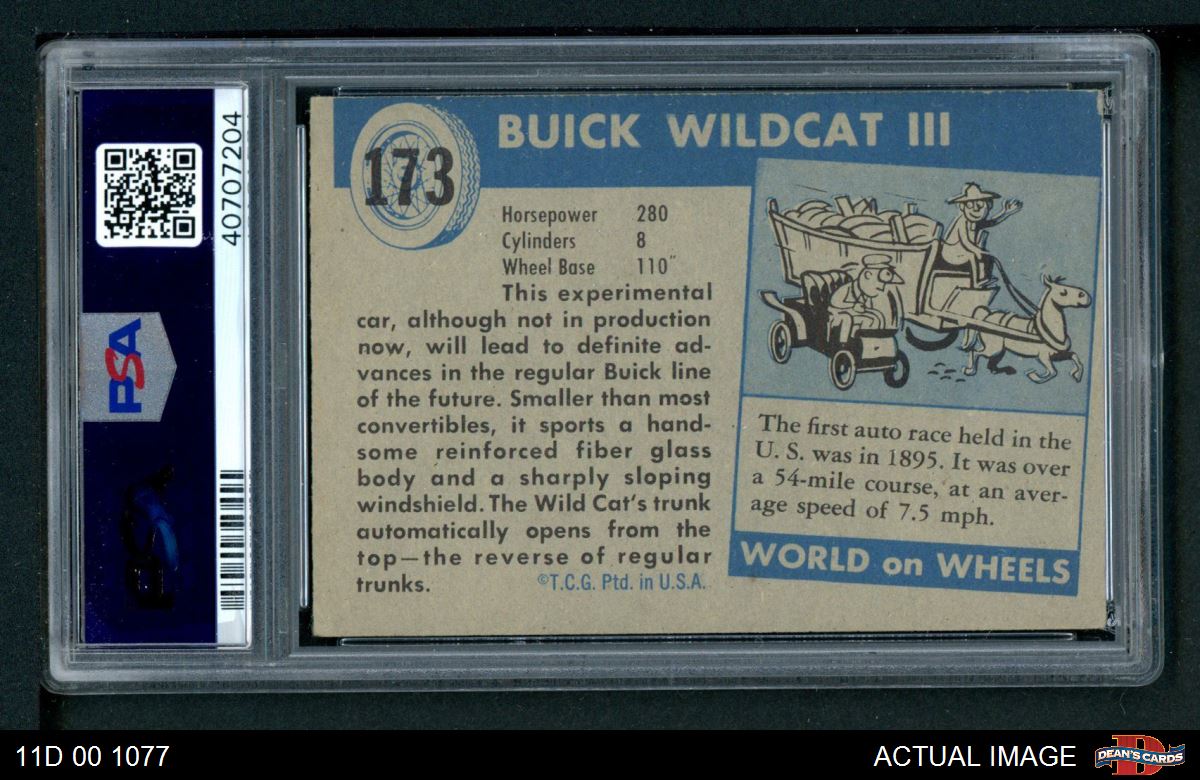 40707204
PSA
173
BUICK WILDCAT III
Horsepower 280
Cylinders 8
Wheel Base 110"
This experimental
car, although not in production
now, will lead to definite ad-
vances in the regular Buick line
of the future. Smaller than most
convertibles, it sports a hand-
some reinforced fiber glass
body and a sharply sloping
windshield. The Wild Cat's trunk
automatically opens from the
top—the reverse of regular
trunks.
©T.C.G. Ptd. in U.S.A.
The first auto race held in the
U. S. was in 1895. It was over
a 54-mile course, at an aver-
age speed of 7.5 mph.
WORLD on WHEELS
11D 00 1077
ACTUAL IMAGE
DEAN'S CARDS